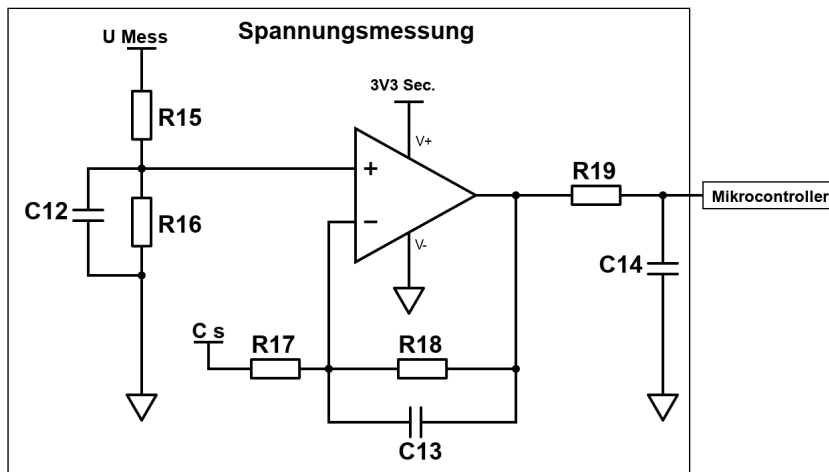 Spannungsmessung
U Mess
3V3 Sec.
R15
V+
+
R19
C12
R16
−
Mikrocontroller
V-
C14
C s
R17
R18
C13